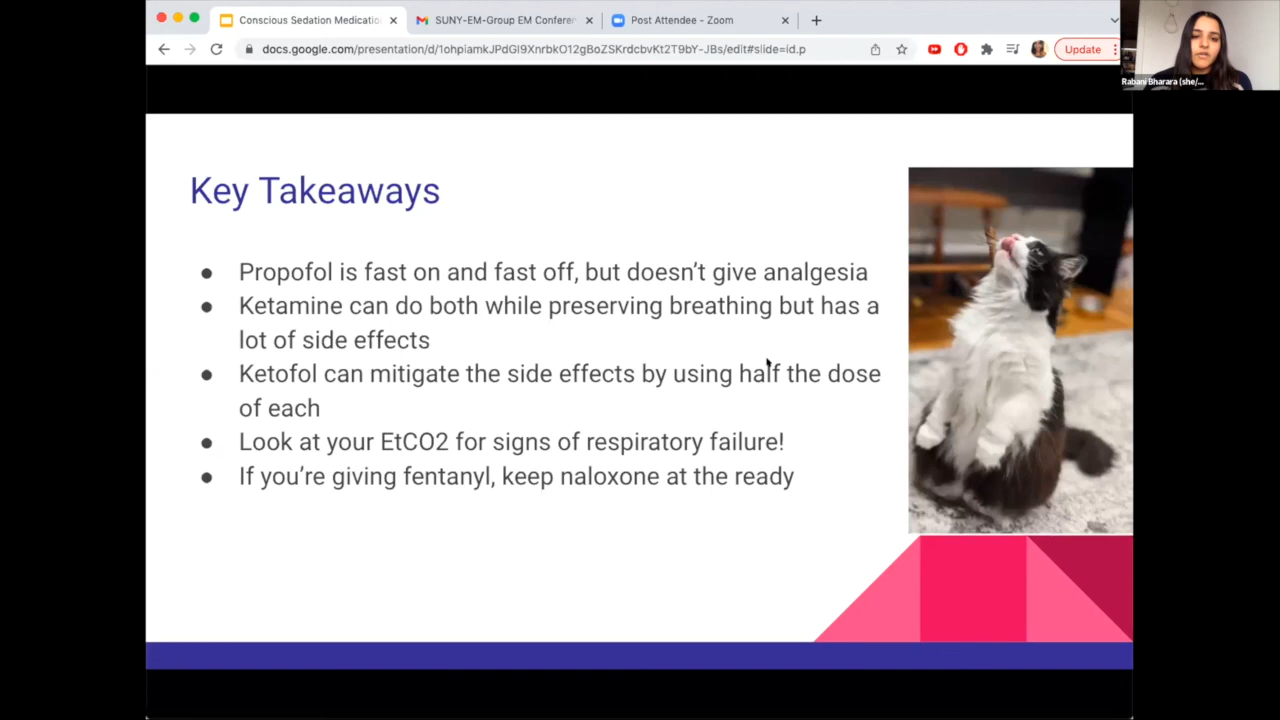 Conscious Sedation Medicatio
SUNY-EM-Group EM Conferen
Post Attendee - Zoom
docs.google.com/presentation/d/1ohpiamkJPdGI9XnrbkO12gBoZSKrdcbvKt2T9bY-JBs/edit#slide=id.p
Update
Rabani Bharara (she/...
Key Takeaways
● Propofol is fast on and fast off, but doesn't give analgesia
● Ketamine can do both while preserving breathing but has a
lot of side effects
● Ketofol can mitigate the side effects by using half the dose
of each
● Look at your EtCO2 for signs of respiratory failure!
● If you're giving fentanyl, keep naloxone at the ready